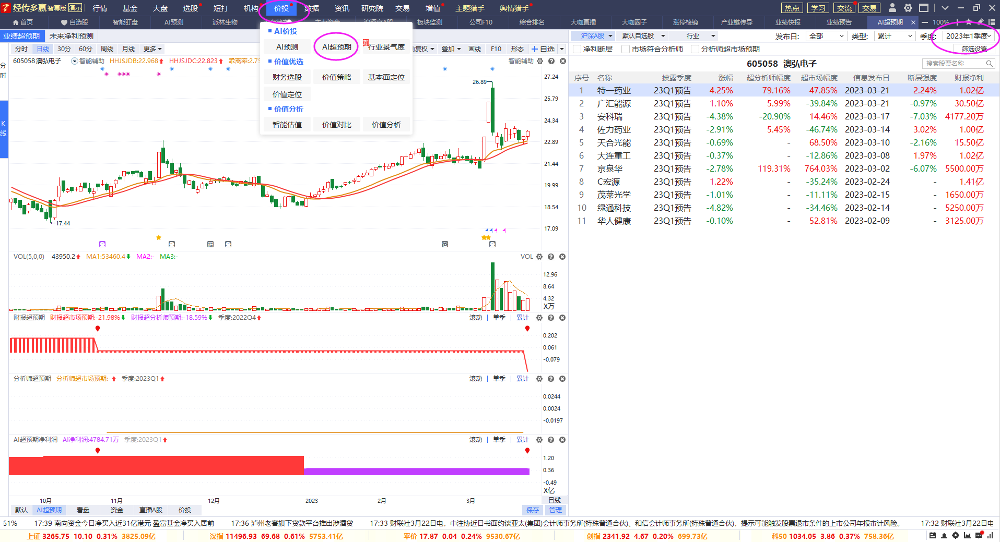 经传多赢 智尊版 演示 行情 基金 大盘 选股 短打 机构 价投 数据 资讯 研究院 交易 增值 主题猎手 舆情猎手 热点 学习 交流 交易
首页 自选股 智能盯盘 AI预测 派林生物 板块监测 公司F10 综合排名 大咖直播 大咖圈子 涨停棱镜 产业链传导 业绩快报 业绩预告 AI超预期 100%
业绩超预期 未来净利预测
分时 日线 30分 60分 周线 月线 更多 前复权 叠加 画线 F10 形态 自选
分时
K线
605058 澳弘电子 智能辅助 HHJSJDB:22.968 HHJSJDC:22.823 乖离率:2.75 智能辅助
AI价投
AI预测 AI超预期 新 行业景气度
价值优选
财务选股 价值策略 基本面定位
价值定位
价值分析
智能估值 价值对比 价值分析
26.89
17.44
27.24
25.79
24.34
22.89
21.44
19.99
18.54
17.09
VOL(5,0,0) 43950.2 MA1:53460.4 MA2:- MA3:- VOL
12.96
8.64
4.32
X万
财报超预期 财报超市场预期:-21.98% 财报超分析师预期:-18.59% 季度:2022Q4 滚动 单季 累计
0.202
0.061
-0.079
分析师超预期 分析师超市场预期:- 季度:2023Q1 滚动 单季 累计
0.0244
0.0024
-0.0197
AI超预期净利润 AI净利润:4784.71万 季度:2023Q1 滚动 单季 累计
1.20
0.36
-0.49
X亿
10月 11月 12月 2023 2月 3月 日线
默认 AI超预期 看盘 资金 直播A股 价投 保存 管理
沪深A股 默认自选股 行业 发布日: 全部 类型: 累计 季度: 2023年1季度
净利断层 市场符合分析师 分析师超市场预期 筛选设置
605058 澳弘电子 搜索股票名称
序号 名称 披露季度 涨幅 超分析师幅度 超市场幅度 信息发布日 断层强度 财报净利
1 特一药业 23Q1预告 4.25% 79.16% 47.85% 2023-03-21 2.24% 1.02亿
2 广汇能源 23Q1预告 1.10% 5.99% -39.84% 2023-03-21 -0.97% 30.50亿
3 安科瑞 23Q1预告 -4.38% -20.90% 14.46% 2023-03-17 -7.03% 4177.20万
4 佐力药业 23Q1预告 -2.91% 5.45% -46.74% 2023-03-14 3.02% 1.00亿
5 天合光能 23Q1预告 -0.69% - 68.50% 2023-03-10 -2.16% 15.50亿
6 大连重工 23Q1预告 -0.37% - -12.86% 2023-03-08 1.97% 1.02亿
7 京泉华 23Q1预告 -2.78% 119.31% 764.03% 2023-03-02 -6.07% 5500.00万
8 C宏源 23Q1预告 1.22% - -35.24% 2023-02-24 - 1.41亿
9 茂莱光学 23Q1预告 -1.01% - -11.11% 2023-02-15 - 1650.00万
10 绿通科技 23Q1预告 -4.82% - -34.46% 2023-02-14 - 5250.00万
11 华人健康 23Q1预告 -0.10% - 52.81% 2023-02-09 - 3125.00万
61% 17:39 南向资金今日净买入近31亿港元 盈富基金净买入居前 17:36 泸州老窖旗下贷款平台推出涉酒贷 17:33 财联社3月22日电，中注协近日书面约谈亚太(集团)会计师事务所(特殊普通合伙)、和信会计师事务所(特殊普通合伙)，提示可能触发股票退市条件的上市公司年报审计风险。 17:32 财联社3月22日电
上证 3265.75 10.10 0.31% 3825.09亿 深指 11496.93 69.68 0.61% 5753.41亿 平价 17.87 0.04 0.24% 9530.67亿 创指 2341.92 4.67 0.20% 699.73亿 科50 1034.05 3.86 0.37% 758.36亿